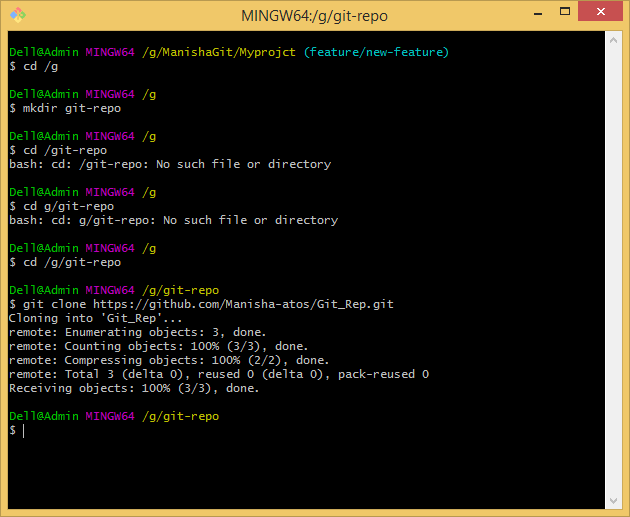 MINGW64:/g/git-repo
Dell@Admin MINGW64 /g/ManishaGit/Myprojct (feature/new-feature)
$ cd /g
Dell@Admin MINGW64 /g
$ mkdir git-repo
Dell@Admin MINGW64 /g
$ cd /git-repo
bash: cd: /git-repo: No such file or directory
Dell@Admin MINGW64 /g
$ cd g/git-repo
bash: cd: g/git-repo: No such file or directory
Dell@Admin MINGW64 /g
$ cd /g/git-repo
Dell@Admin MINGW64 /g/git-repo
$ git clone https://github.com/Manisha-atos/Git_Rep.git
Cloning into 'Git_Rep'...
remote: Enumerating objects: 3, done.
remote: Counting objects: 100% (3/3), done.
remote: Compressing objects: 100% (2/2), done.
remote: Total 3 (delta 0), reused 0 (delta 0), pack-reused 0
Receiving objects: 100% (3/3), done.
Dell@Admin MINGW64 /g/git-repo
$